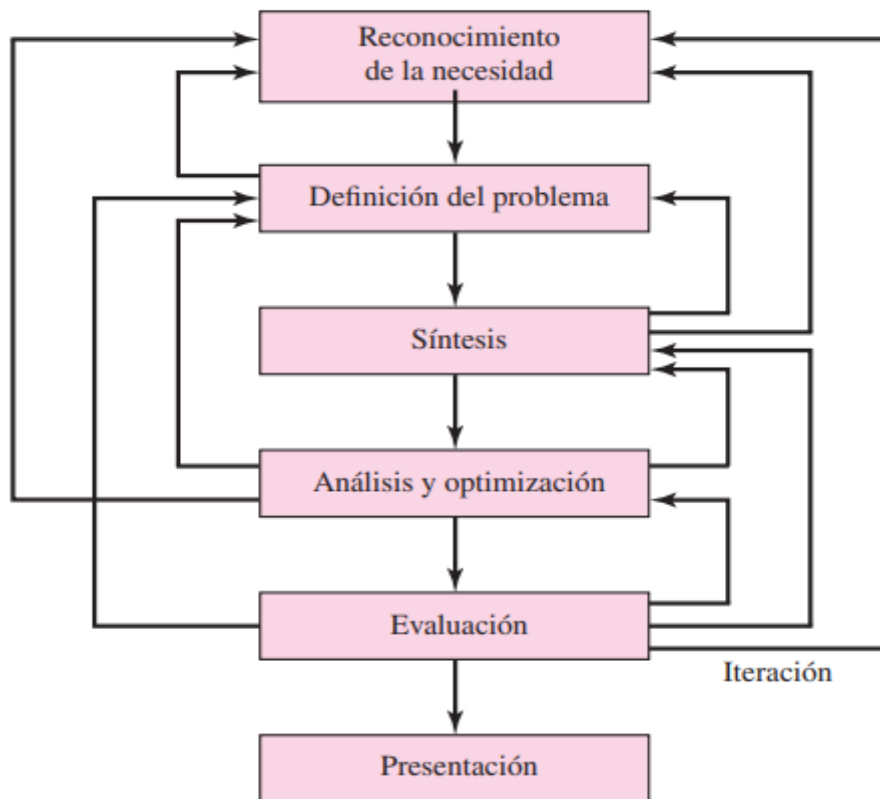 Reconocimiento
de la necesidad
Definición del problema
Síntesis
Análisis y optimización
Evaluación
Iteración
Presentación